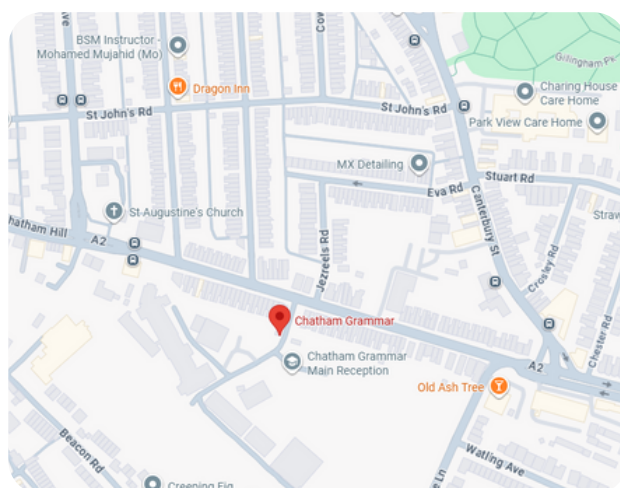 BSM Instructor -
Mohamed Mujahid (Mo)
Dragon Inn
St John's Rd
St John's Rd
Gillingham Pk
Charing House
Care Home
Park View Care Home
MX Detailing
Eva Rd
Stuart Rd
Canterbury St
St Augustine's Church
Chatham Hill
A2
Jezreels Rd
Crosley Rd
Chester Rd
Chatham Grammar
Chatham Grammar
Main Reception
A2
Old Ash Tree
Watling Ave
Beacon Rd
Creeping Fig